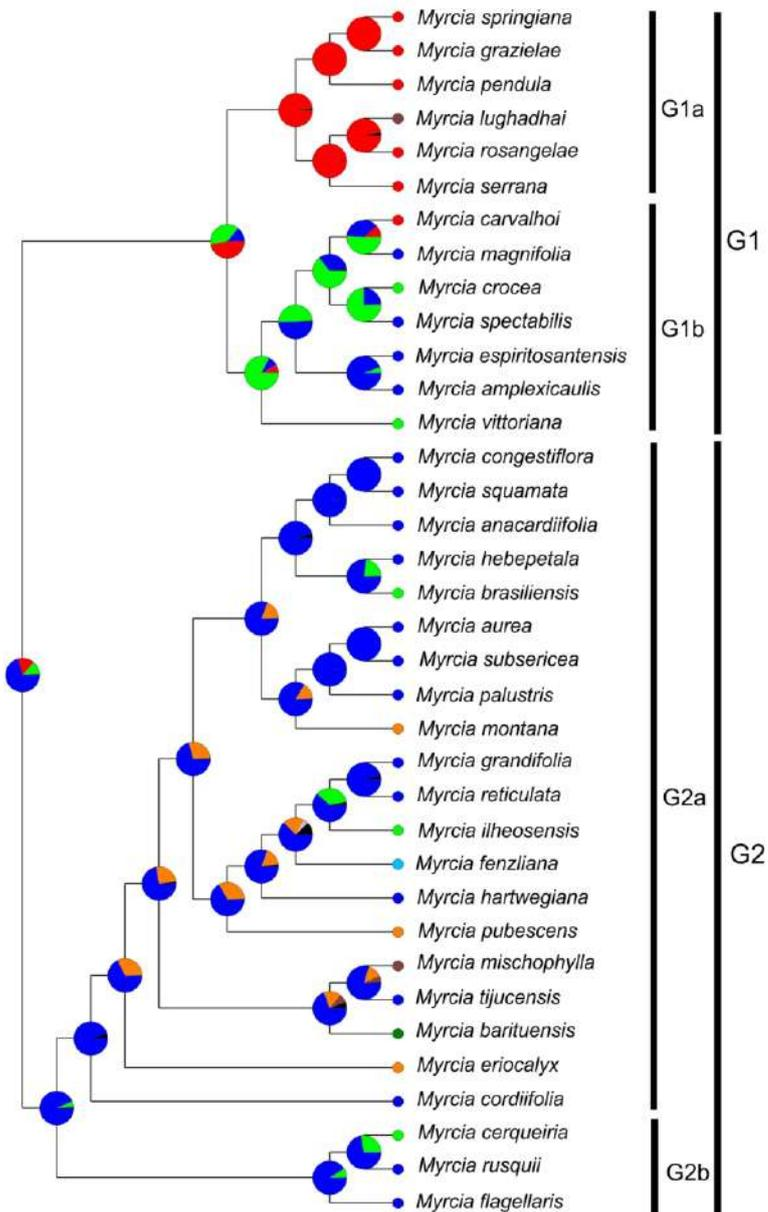 Myrcia springiana
Myrcia grazielae
Myrcia pendula
Myrcia lughadhai
Myrcia rosangelae
Myrcia serrana
G1a
Myrcia carvalhoi
Myrcia magnifolia
Myrcia crocea
Myrcia spectabilis
Myrcia espiritosantensis
Myrcia amplexicaulis
Myrcia vittoriana
G1b
G1
Myrcia congestiflora
Myrcia squamata
Myrcia anacardiifolia
Myrcia hebepetala
Myrcia brasiliensis
Myrcia aurea
Myrcia subsericea
Myrcia palustris
Myrcia montana
Myrcia grandifolia
Myrcia reticulata
Myrcia ilheosensis
Myrcia fenzliana
Myrcia hartwegiana
Myrcia pubescens
Myrcia mischophylla
Myrcia tijucensis
Myrcia barituensis
Myrcia eriocalyx
Myrcia cordiifolia
G2a
Myrcia cerqueiria
Myrcia rusquii
Myrcia flagellaris
G2b
G2